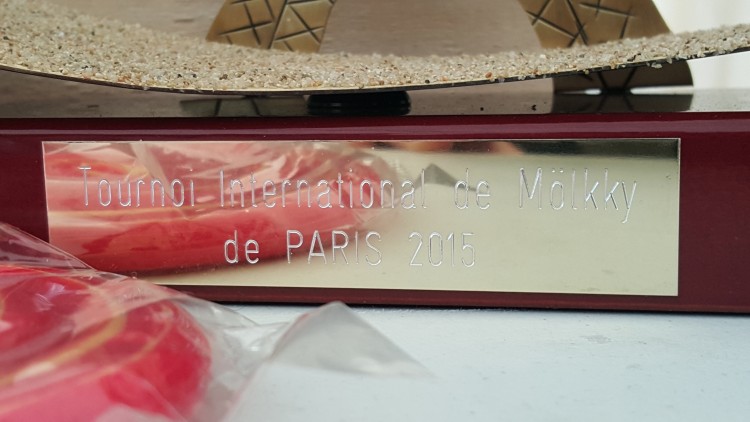 Tournoi International de Mölkky
de PARIS 2015